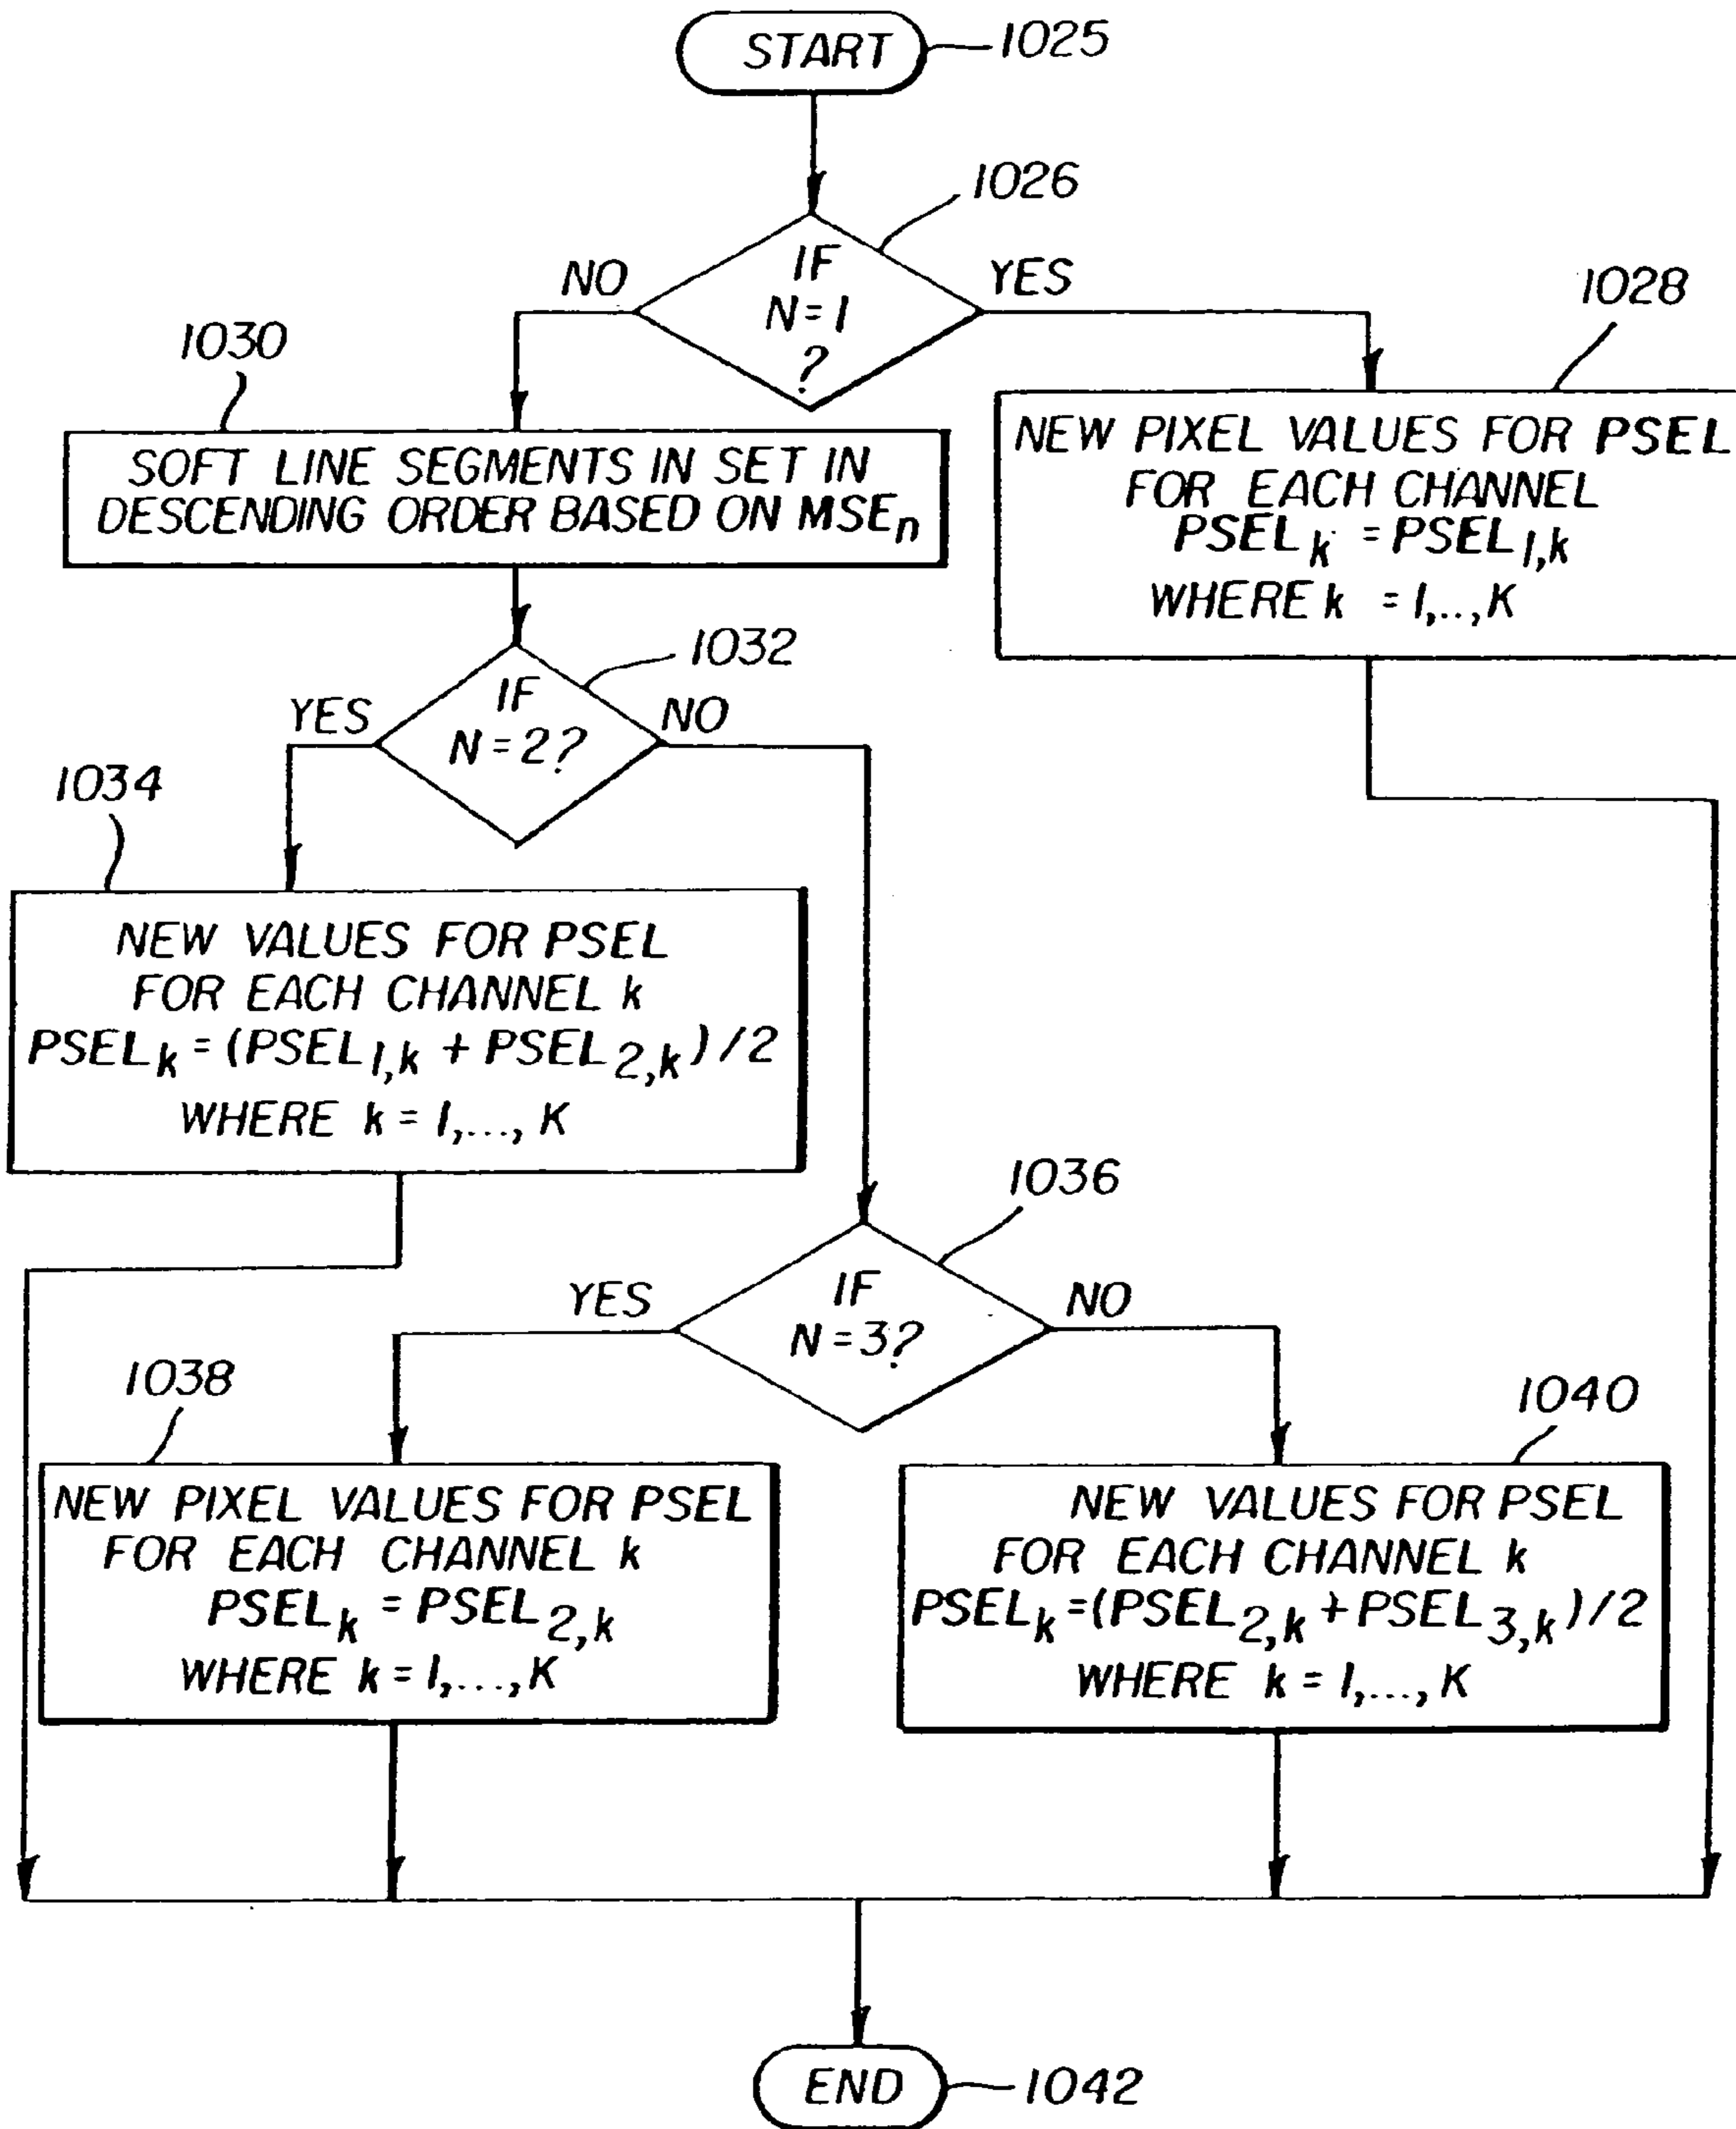 START
1025
1026
IF
N=1
?
NO
YES
1028
1030
NEW PIXEL VALUES FOR PSEL
FOR EACH CHANNEL
PSELk = PSEL1,k
WHERE k = 1,..,K
SOFT LINE SEGMENTS IN SET IN
DESCENDING ORDER BASED ON MSEn
1032
IF
N=2?
YES
NO
1034
NEW VALUES FOR PSEL
FOR EACH CHANNEL k
PSELk = (PSEL1,k + PSEL2,k)/2
WHERE k = 1,..., K
1036
IF
N=3?
YES
NO
1038
1040
NEW PIXEL VALUES FOR PSEL
FOR EACH CHANNEL k
PSELk = PSEL2,k
WHERE k = 1,..., K
NEW VALUES FOR PSEL
FOR EACH CHANNEL k
PSELk =(PSEL2,k +PSEL3,k)/2
WHERE k = 1,..., K
END
1042